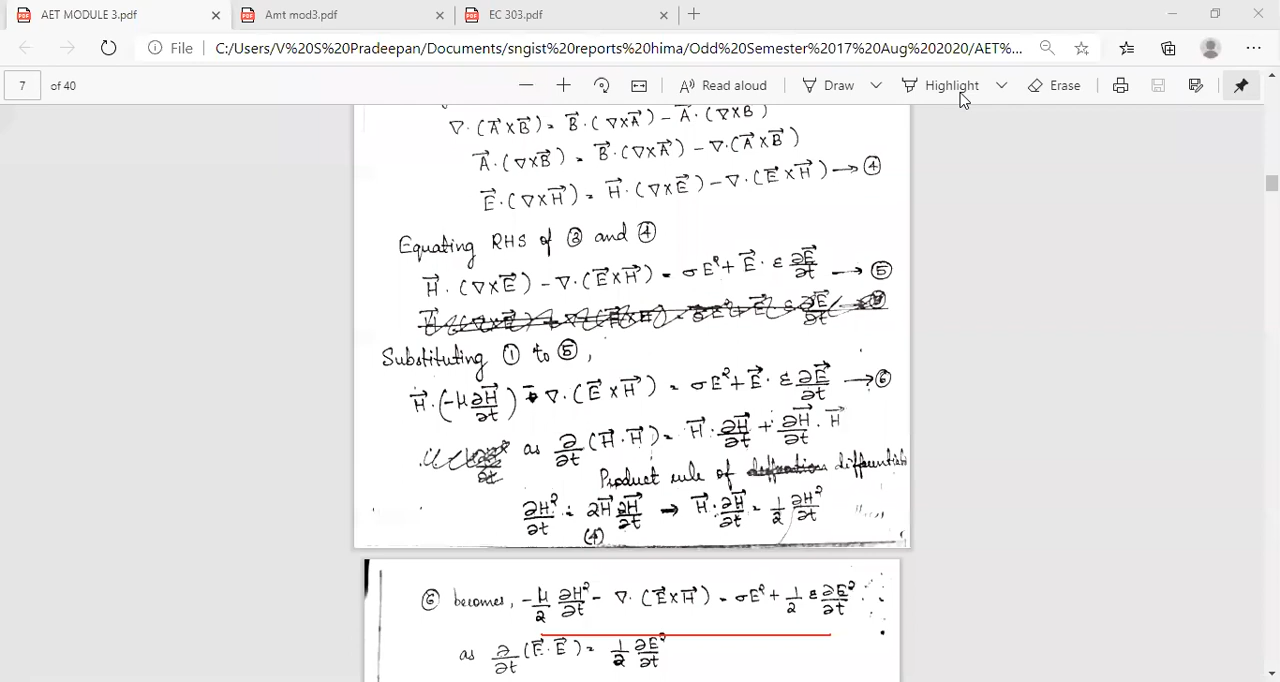 AET MODULE 3.pdf Amt mod3.pdf EC 303.pdf
File C:/Users/V%20S%20Pradeepan/Documents/sngist%20reports%20hima/Odd%20Semester%202017%20Aug%202020/AET\%...
7 of 40 Read aloud Draw Highlight Erase
∇·(A⃗×B⃗) = B⃗·(∇×A⃗) − A⃗·(∇×B⃗)
A⃗·(∇×B⃗) = B⃗·(∇×A⃗) − ∇·(A⃗×B⃗)
E⃗·(∇×H⃗) = H⃗·(∇×E⃗) − ∇·(E⃗×H⃗) → ④
Equating RHS of ③ and ④
H⃗·(∇×E⃗) − ∇·(E⃗×H⃗) = σE² + E⃗·ε ∂E⃗/∂t → ⑤
Substituting ① to ⑤,
H⃗·(−μ ∂H⃗/∂t) − ∇·(E⃗×H⃗) = σE² + E⃗·ε ∂E⃗/∂t → ⑥
as ∂/∂t (H⃗·H⃗) = H⃗·∂H⃗/∂t + ∂H⃗/∂t·H⃗
Product rule of differentials
∂H²/∂t = 2H⃗ ∂H⃗/∂t → H⃗·∂H⃗/∂t = 1/2 ∂H²/∂t
⑥ becomes, −μ/2 ∂H²/∂t − ∇·(E⃗×H⃗) = σE² + 1/2 ε ∂E²/∂t
as ∂/∂t (E⃗·E⃗) = 1/2 ∂E²/∂t